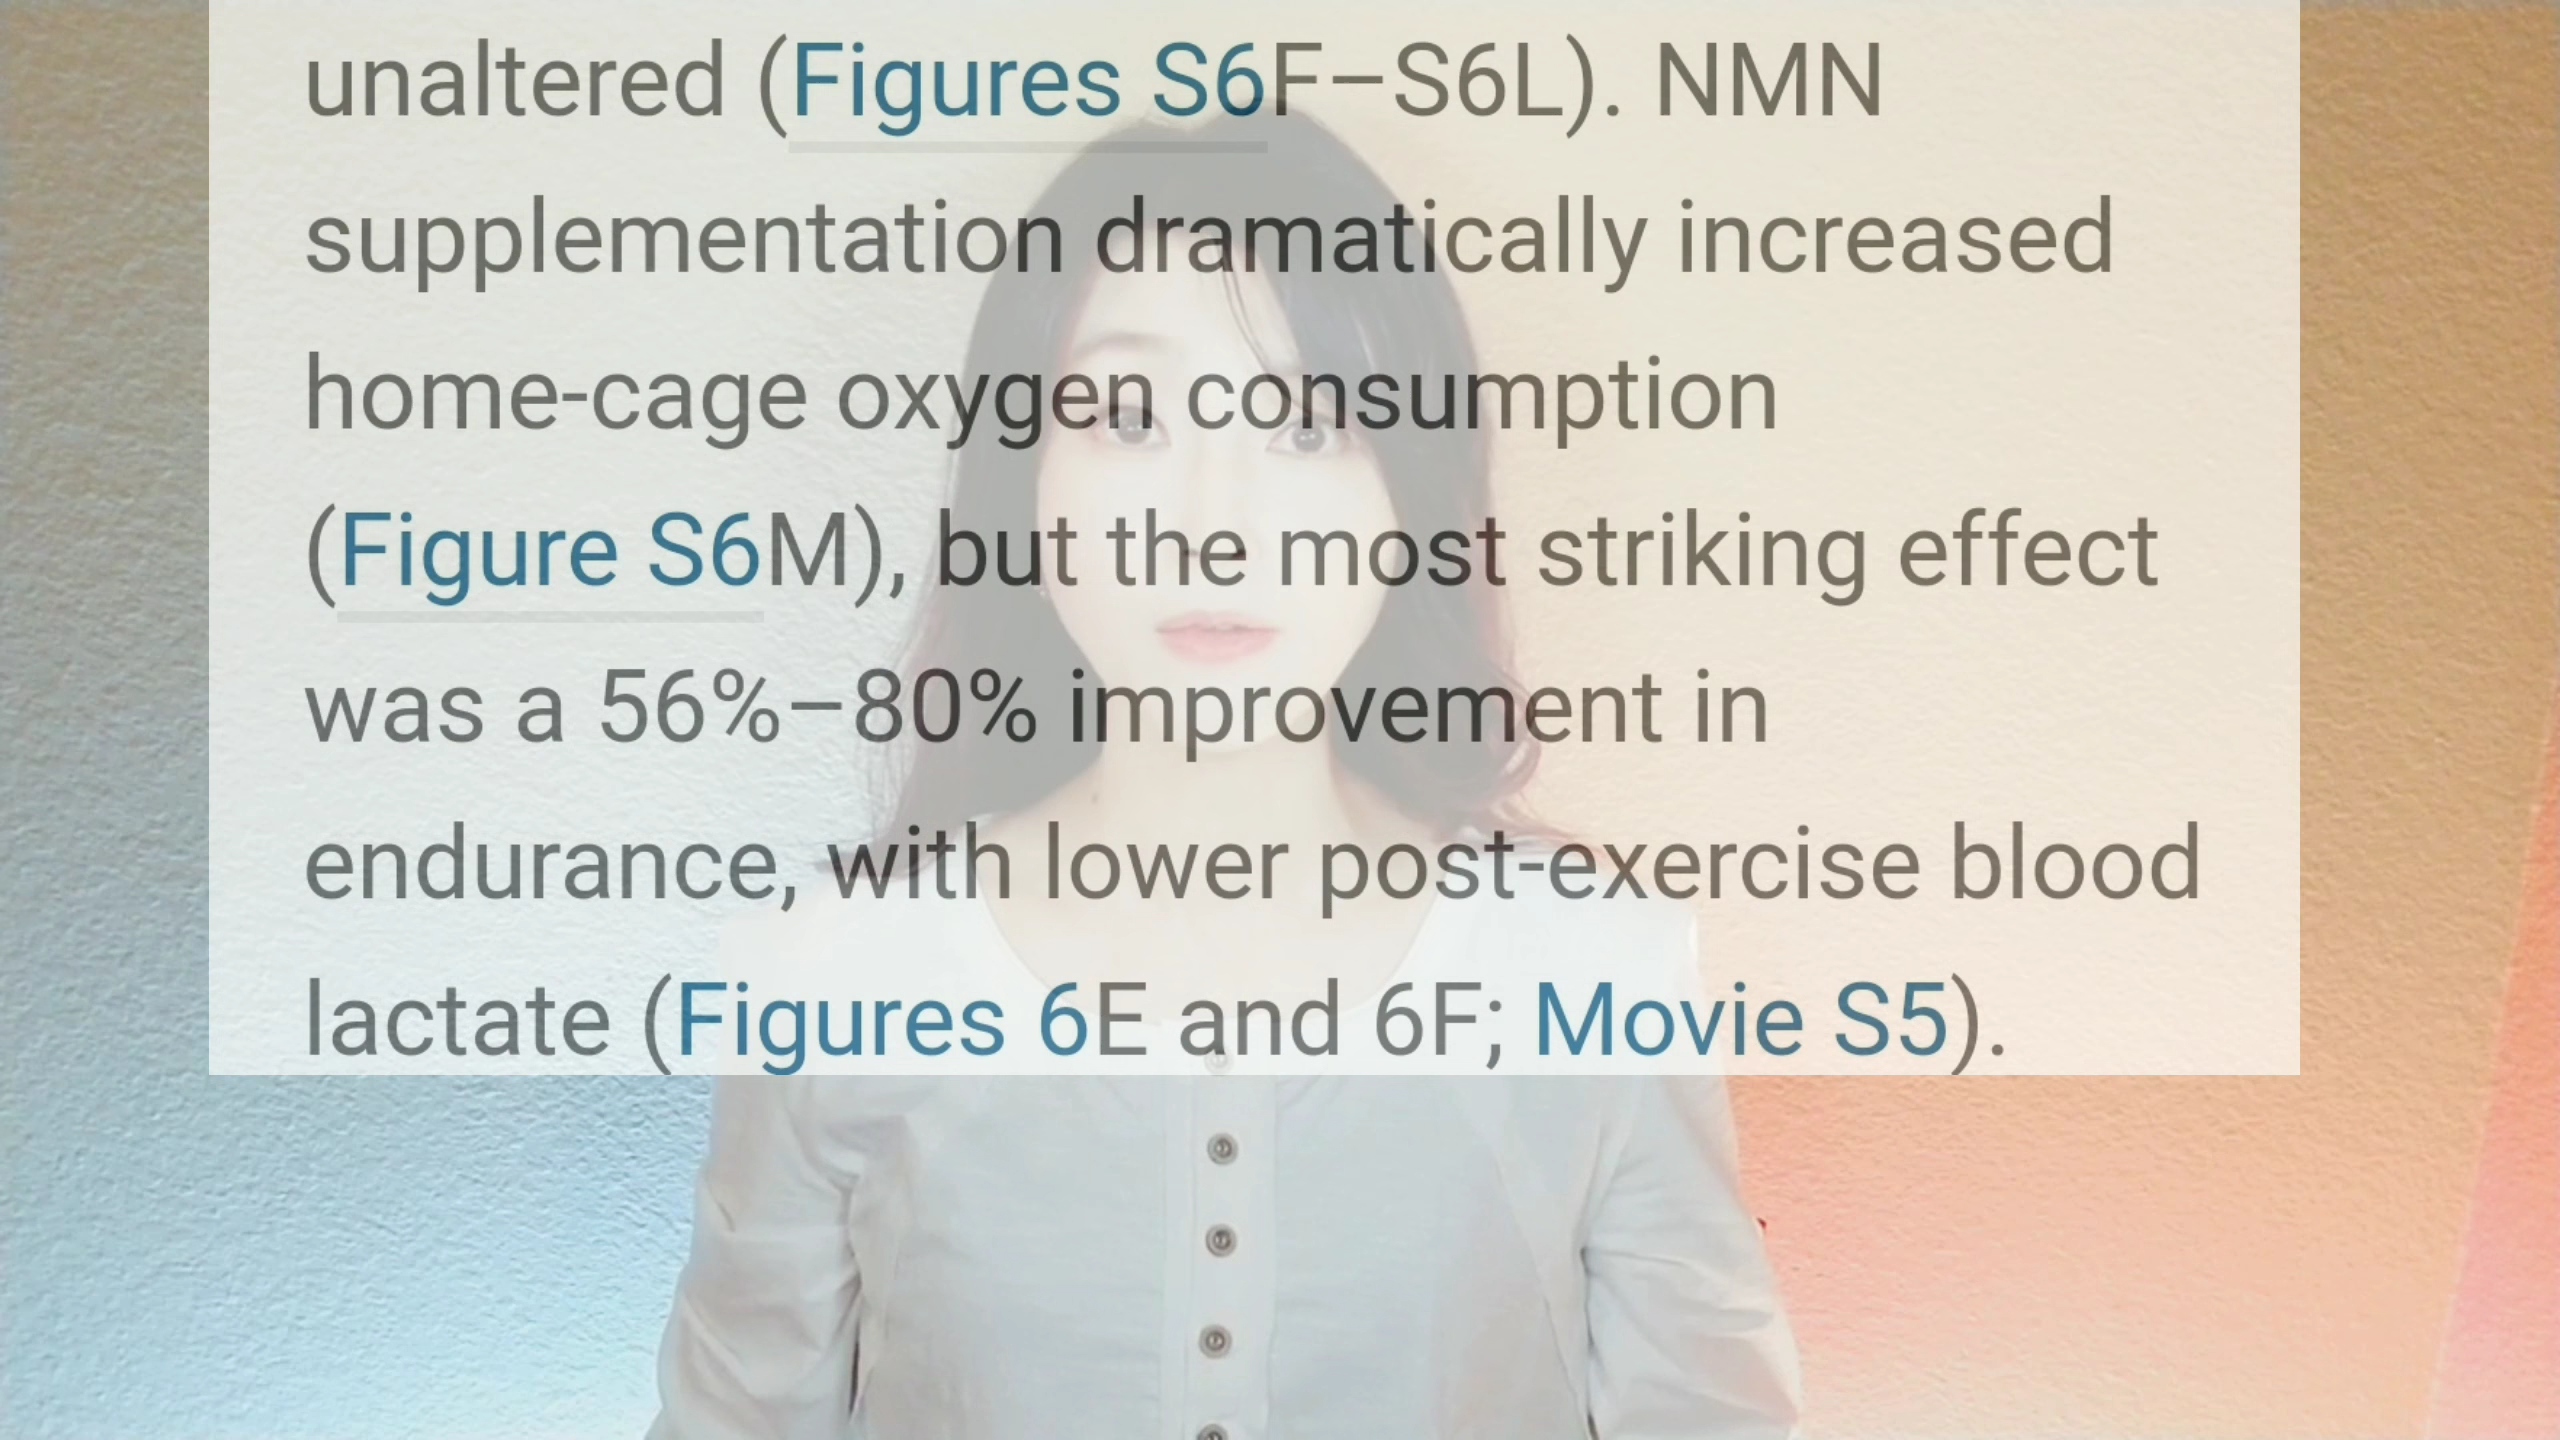 unaltered (Figures S6F–S6L). NMN
supplementation dramatically increased
home-cage oxygen consumption
(Figure S6M), but the most striking effect
was a 56%–80% improvement in
endurance, with lower post-exercise blood
lactate (Figures 6E and 6F; Movie S5).